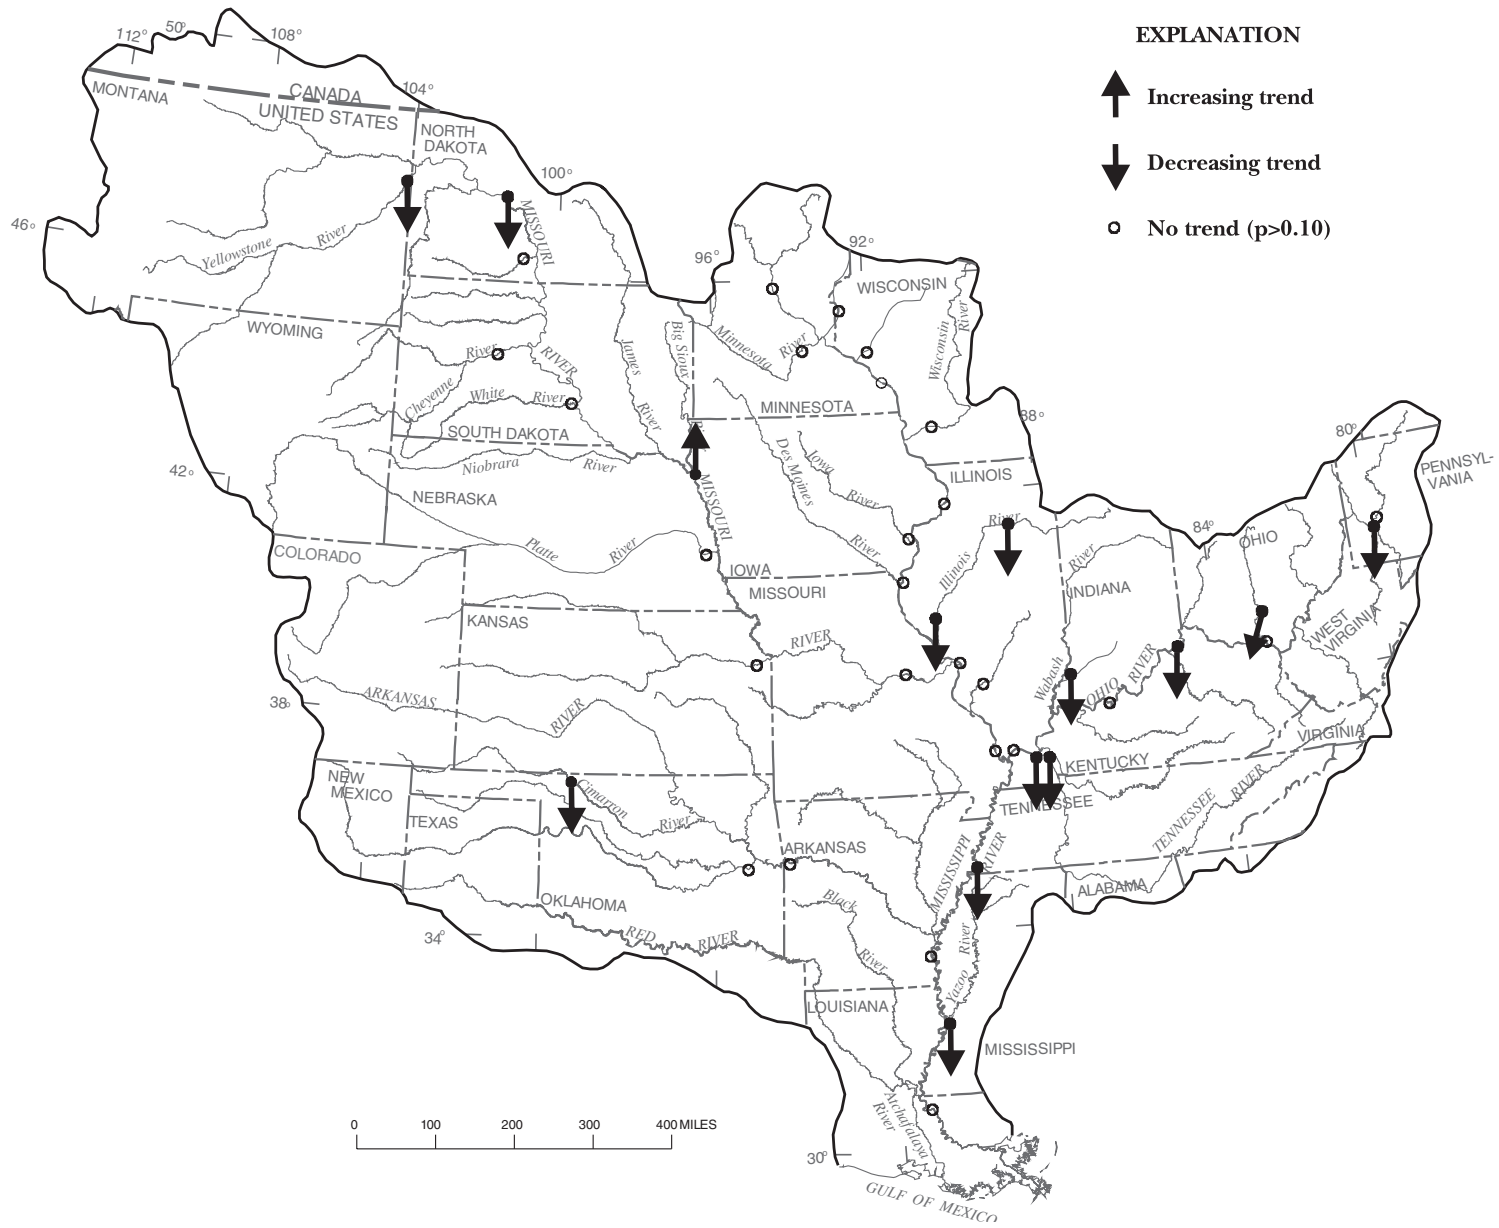 EXPLANATION
Increasing trend
Decreasing trend
No trend (p>0.10)
112°
50°
108°
104°
100°
96°
92°
88°
84°
80°
46°
42°
38°
34°
30°
CANADA
UNITED STATES
MONTANA
NORTH
DAKOTA
WYOMING
SOUTH DAKOTA
NEBRASKA
COLORADO
KANSAS
NEW
MEXICO
TEXAS
OKLAHOMA
MINNESOTA
WISCONSIN
IOWA
MISSOURI
ILLINOIS
INDIANA
OHIO
PENNSYL-
VANIA
WEST
VIRGINIA
VIRGINIA
KENTUCKY
TENNESSEE
ARKANSAS
ALABAMA
LOUISIANA
MISSISSIPPI
Yellowstone River
MISSOURI
RIVER
Cheyenne River
White River
James River
Big Sioux
Minnesota River
Wisconsin River
Niobrara River
MISSOURI
Platte River
Des Moines River
Iowa River
Illinois River
RIVER
Wabash River
OHIO RIVER
ARKANSAS RIVER
Cimarron River
RED RIVER
Black River
MISSISSIPPI RIVER
TENNESSEE RIVER
Yazoo River
Atchafalaya
River
GULF OF MEXICO
0 100 200 300 400 MILES